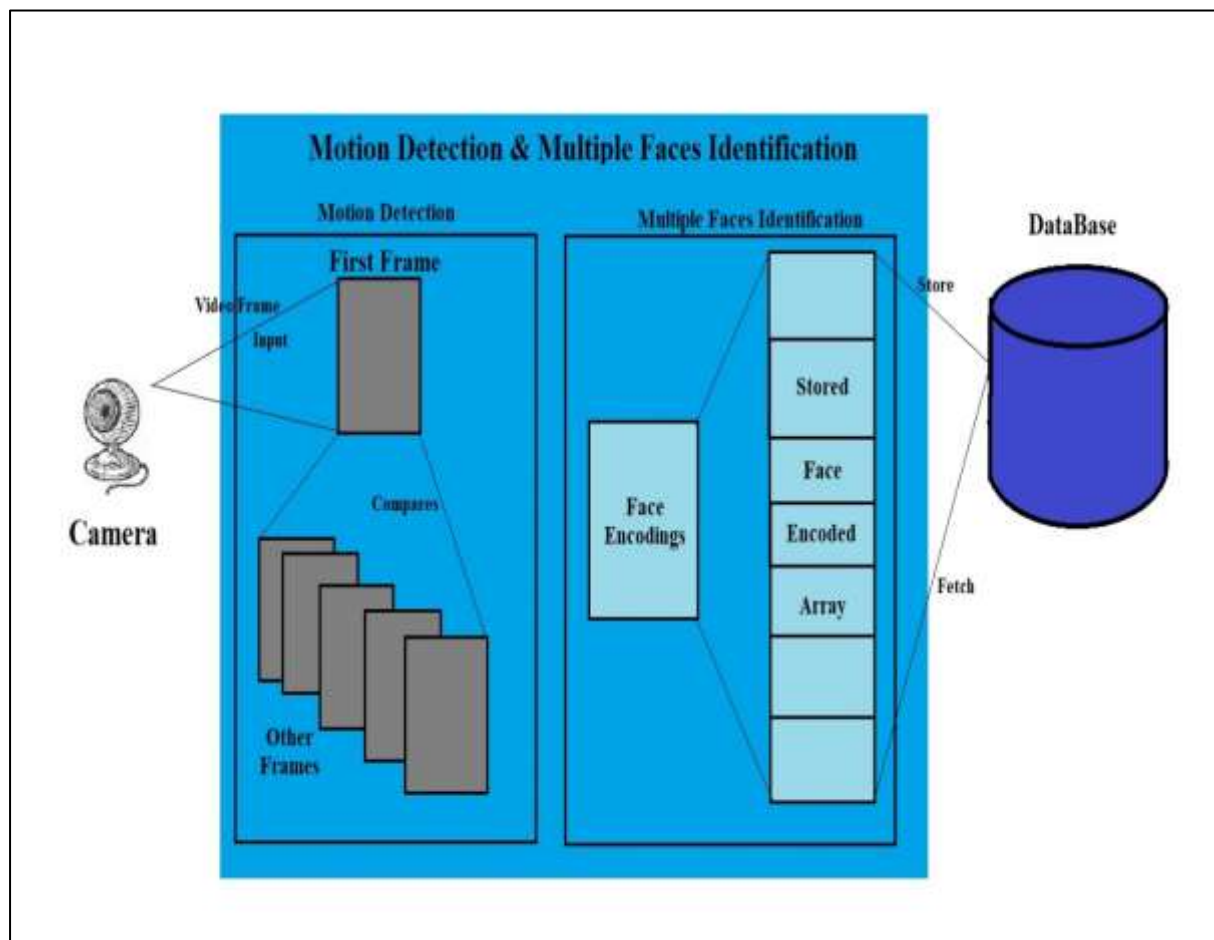 Motion Detection & Multiple Faces Identification
Motion Detection
First Frame
Video Frame
Input
Camera
Compares
Other
Frames
Multiple Faces Identification
Face
Encodings
Stored
Face
Encoded
Array
Store
Fetch
DataBase